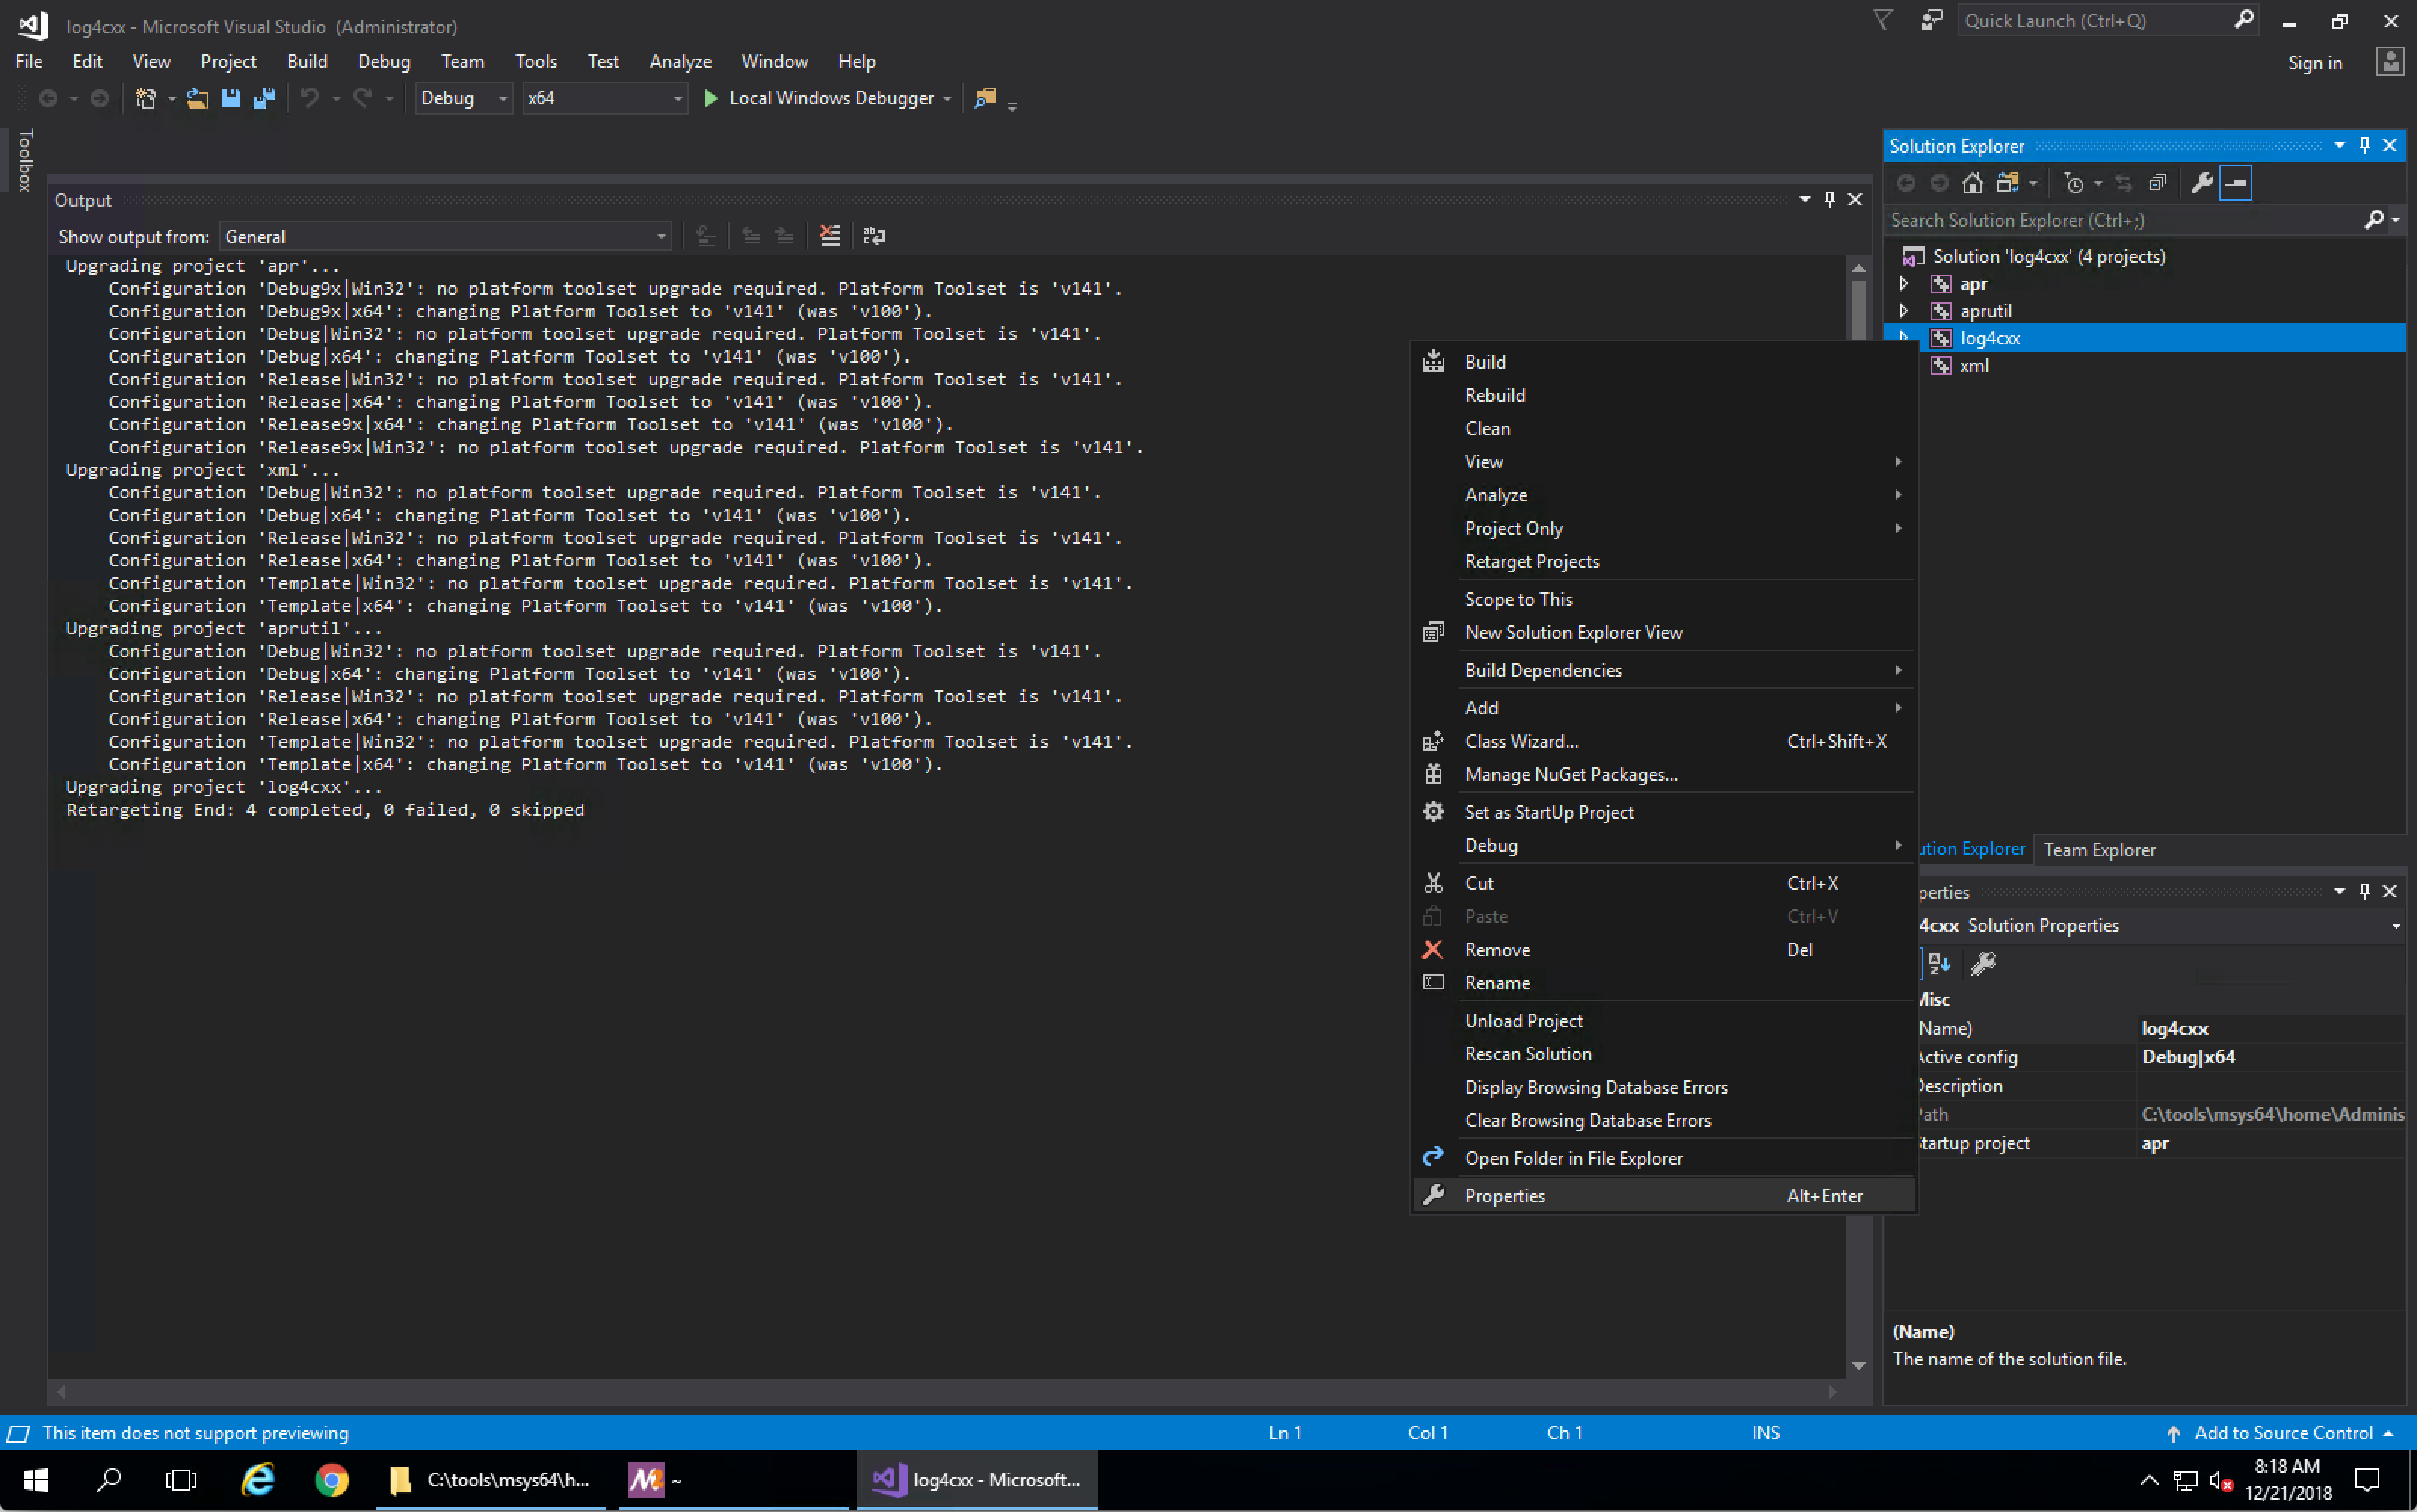 log4cxx - Microsoft Visual Studio (Administrator)
Quick Launch (Ctrl+Q)
File Edit View Project Build Debug Team Tools Test Analyze Window Help
Sign in
Debug x64 Local Windows Debugger
Toolbox
Output
Show output from: General
Upgrading project 'apr'...
Configuration 'Debug9x|Win32': no platform toolset upgrade required. Platform Toolset is 'v141'.
Configuration 'Debug9x|x64': changing Platform Toolset to 'v141' (was 'v100').
Configuration 'Debug|Win32': no platform toolset upgrade required. Platform Toolset is 'v141'.
Configuration 'Debug|x64': changing Platform Toolset to 'v141' (was 'v100').
Configuration 'Release|Win32': no platform toolset upgrade required. Platform Toolset is 'v141'.
Configuration 'Release|x64': changing Platform Toolset to 'v141' (was 'v100').
Configuration 'Release9x|x64': changing Platform Toolset to 'v141' (was 'v100').
Configuration 'Release9x|Win32': no platform toolset upgrade required. Platform Toolset is 'v141'.
Upgrading project 'xml'...
Configuration 'Debug|Win32': no platform toolset upgrade required. Platform Toolset is 'v141'.
Configuration 'Debug|x64': changing Platform Toolset to 'v141' (was 'v100').
Configuration 'Release|Win32': no platform toolset upgrade required. Platform Toolset is 'v141'.
Configuration 'Release|x64': changing Platform Toolset to 'v141' (was 'v100').
Configuration 'Template|Win32': no platform toolset upgrade required. Platform Toolset is 'v141'.
Configuration 'Template|x64': changing Platform Toolset to 'v141' (was 'v100').
Upgrading project 'aprutil'...
Configuration 'Debug|Win32': no platform toolset upgrade required. Platform Toolset is 'v141'.
Configuration 'Debug|x64': changing Platform Toolset to 'v141' (was 'v100').
Configuration 'Release|Win32': no platform toolset upgrade required. Platform Toolset is 'v141'.
Configuration 'Release|x64': changing Platform Toolset to 'v141' (was 'v100').
Configuration 'Template|Win32': no platform toolset upgrade required. Platform Toolset is 'v141'.
Configuration 'Template|x64': changing Platform Toolset to 'v141' (was 'v100').
Upgrading project 'log4cxx'...
Retargeting End: 4 completed, 0 failed, 0 skipped
Build
Rebuild
Clean
View
Analyze
Project Only
Retarget Projects
Scope to This
New Solution Explorer View
Build Dependencies
Add
Class Wizard... Ctrl+Shift+X
Manage NuGet Packages...
Set as StartUp Project
Debug
Cut Ctrl+X
Paste Ctrl+V
Remove Del
Rename
Unload Project
Rescan Solution
Display Browsing Database Errors
Clear Browsing Database Errors
Open Folder in File Explorer
Properties Alt+Enter
Solution Explorer
Search Solution Explorer (Ctrl+;)
Solution 'log4cxx' (4 projects)
apr
aprutil
log4cxx
xml
ution Explorer Team Explorer
perties
4cxx Solution Properties
Misc
Name) log4cxx
Active config Debug|x64
Description
Path C:\tools\msys64\home\Adminis
Startup project apr
(Name)
The name of the solution file.
This item does not support previewing Ln 1 Col 1 Ch 1 INS Add to Source Control
C:\tools\msys64\h... ~ log4cxx - Microsoft...
8:18 AM
12/21/2018